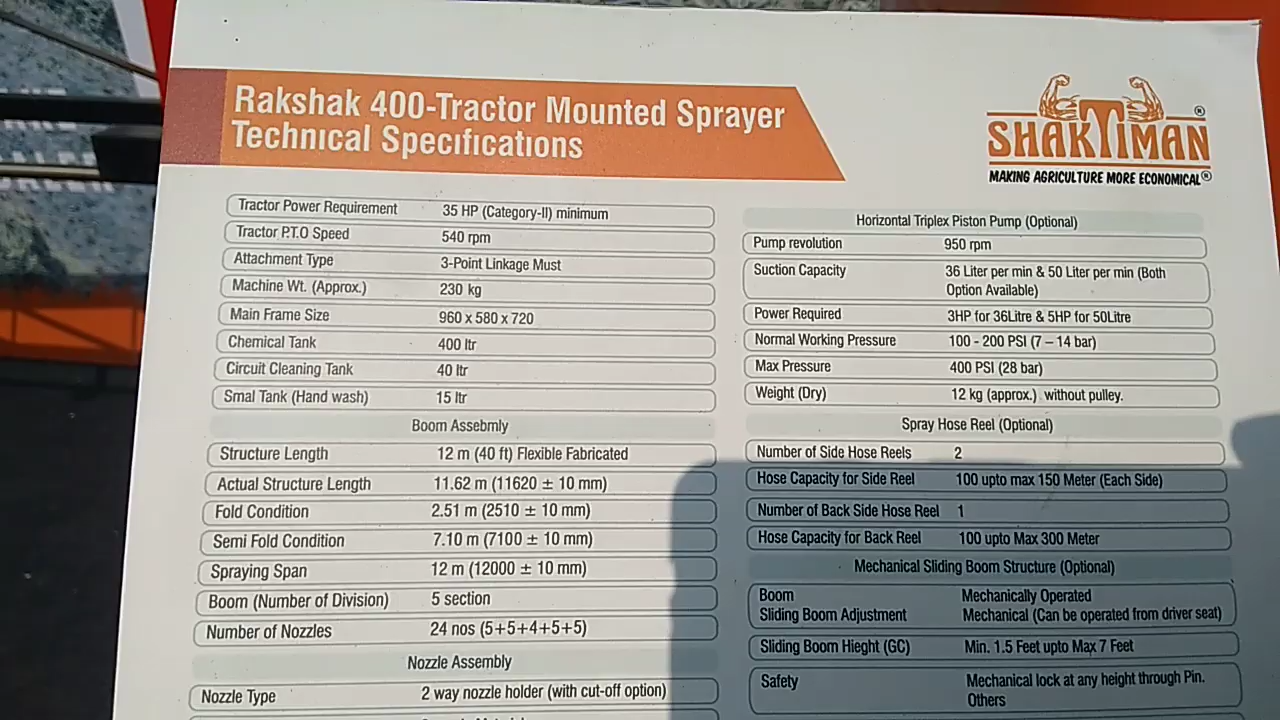 Rakshak 400-Tractor Mounted Sprayer
Technical Specifications
SHAKTIMAN ®
MAKING AGRICULTURE MORE ECONOMICAL®
Tractor Power Requirement 35 HP (Category-II) minimum
Tractor P.T.O Speed 540 rpm
Attachment Type 3-Point Linkage Must
Machine Wt. (Approx.) 230 kg
Main Frame Size 960 x 580 x 720
Chemical Tank 400 ltr
Circuit Cleaning Tank 40 ltr
Smal Tank (Hand wash) 15 ltr
Boom Assebmly
Structure Length 12 m (40 ft) Flexible Fabricated
Actual Structure Length 11.62 m (11620 ± 10 mm)
Fold Condition 2.51 m (2510 ± 10 mm)
Semi Fold Condition 7.10 m (7100 ± 10 mm)
Spraying Span 12 m (12000 ± 10 mm)
Boom (Number of Division) 5 section
Number of Nozzles 24 nos (5+5+4+5+5)
Nozzle Assembly
Nozzle Type 2 way nozzle holder (with cut-off option)
Horizontal Triplex Piston Pump (Optional)
Pump revolution 950 rpm
Suction Capacity 36 Liter per min & 50 Liter per min (Both
Option Available)
Power Required 3HP for 36Litre & 5HP for 50Litre
Normal Working Pressure 100 - 200 PSI (7 – 14 bar)
Max Pressure 400 PSI (28 bar)
Weight (Dry) 12 kg (approx.) without pulley.
Spray Hose Reel (Optional)
Number of Side Hose Reels 2
Hose Capacity for Side Reel 100 upto max 150 Meter (Each Side)
Number of Back Side Hose Reel 1
Hose Capacity for Back Reel 100 upto Max 300 Meter
Mechanical Sliding Boom Structure (Optional)
Boom Mechanically Operated
Sliding Boom Adjustment Mechanical (Can be operated from driver seat)
Sliding Boom Hieght (GC) Min. 1.5 Feet upto Max 7 Feet
Safety Mechanical lock at any height through Pin.
Others